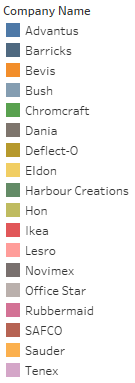 Company Name
Advantus
Barricks
Bevis
Bush
Chromcraft
Dania
Deflect-O
Eldon
Harbour Creations
Hon
Ikea
Lesro
Novimex
Office Star
Rubbermaid
SAFCO
Sauder
Tenex